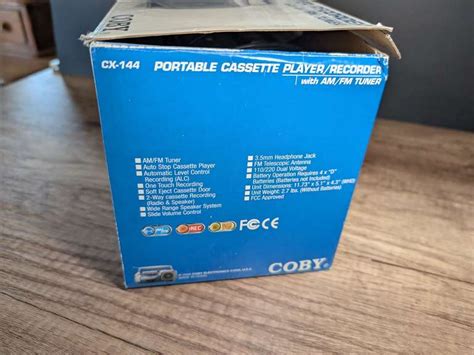 COBY
CX-144 PORTABLE CASSETTE PLAYER/RECORDER
with AM/FM TUNER
AM/FM Tuner
Auto Stop Cassette Player
Automatic Level Control
Recording (ALC)
One Touch Recording
Soft Eject Cassette Door
2-Way cassette Recording
(Radio & Speaker)
Wide Range Speaker System
Slide Volume Control
3.5mm Headphone Jack
FM Telescopic Antenna
110/220 Dual Voltage
Battery Operation Requires 4 x "D"
Batteries (Batteries not included)
Unit Dimensions: 11.73" x 5.1" x 4.3" (WHD)
Unit Weight: 2.7 lbs. (Without Batteries)
FCC Approved
REC
FC CE
COBY